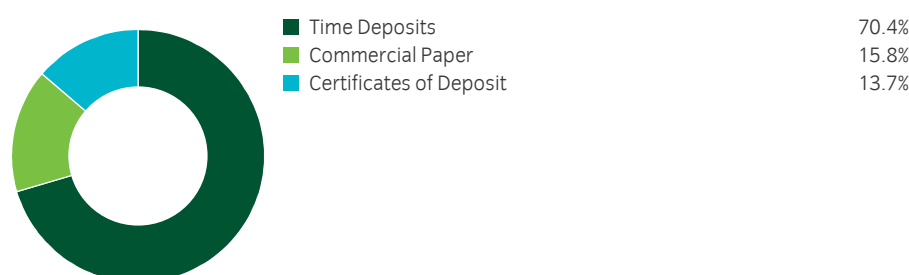 Time Deposits 70.4%
Commercial Paper 15.8%
Certificates of Deposit 13.7%